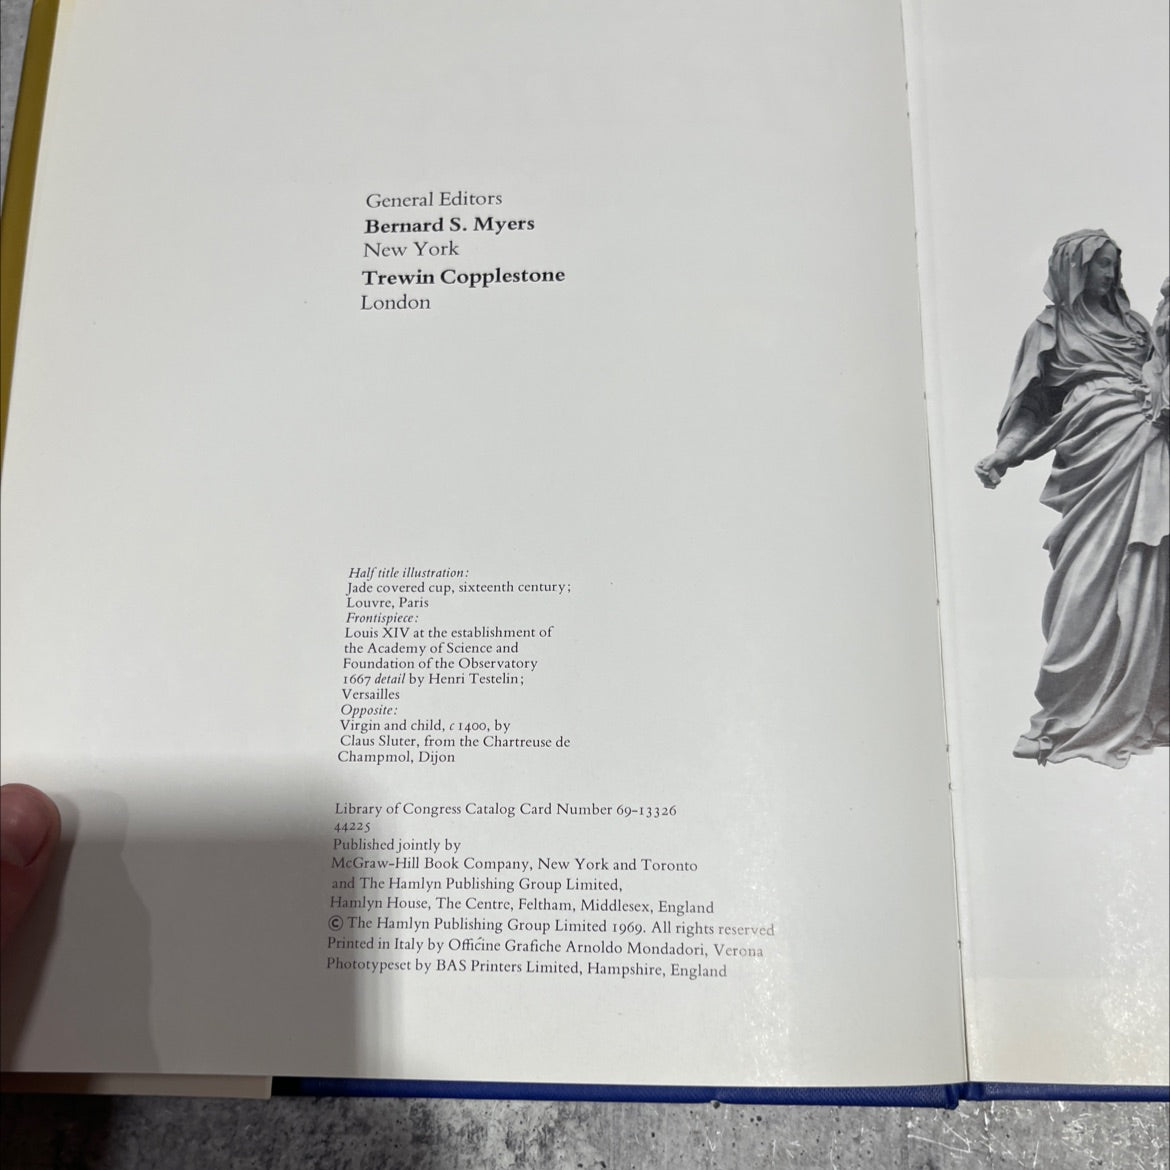 General Editors
Bernard S. Myers
New York
Trewin Copplestone
London
Half title illustration:
Jade covered cup, sixteenth century;
Louvre, Paris
Frontispiece:
Louis XIV at the establishment of
the Academy of Science and
Foundation of the Observatory
1667 detail by Henri Testelin;
Versailles
Opposite:
Virgin and child, c 1400, by
Claus Sluter, from the Chartreuse de
Champmol, Dijon
Library of Congress Catalog Card Number 69-13326
44225
Published jointly by
McGraw-Hill Book Company, New York and Toronto
and The Hamlyn Publishing Group Limited,
Hamlyn House, The Centre, Feltham, Middlesex, England
© The Hamlyn Publishing Group Limited 1969. All rights reserved
Printed in Italy by Officine Grafiche Arnoldo Mondadori, Verona
Phototypeset by BAS Printers Limited, Hampshire, England